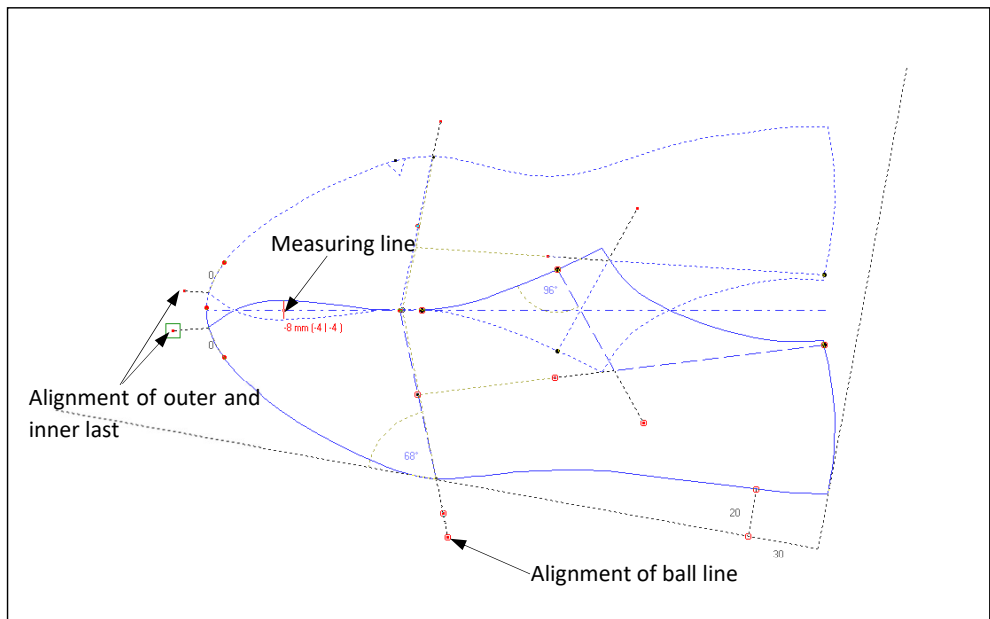 Measuring line
0
96°
-8 mm (-4 | -4 )
0
Alignment of outer and
inner last
68°
20
30
Alignment of ball line